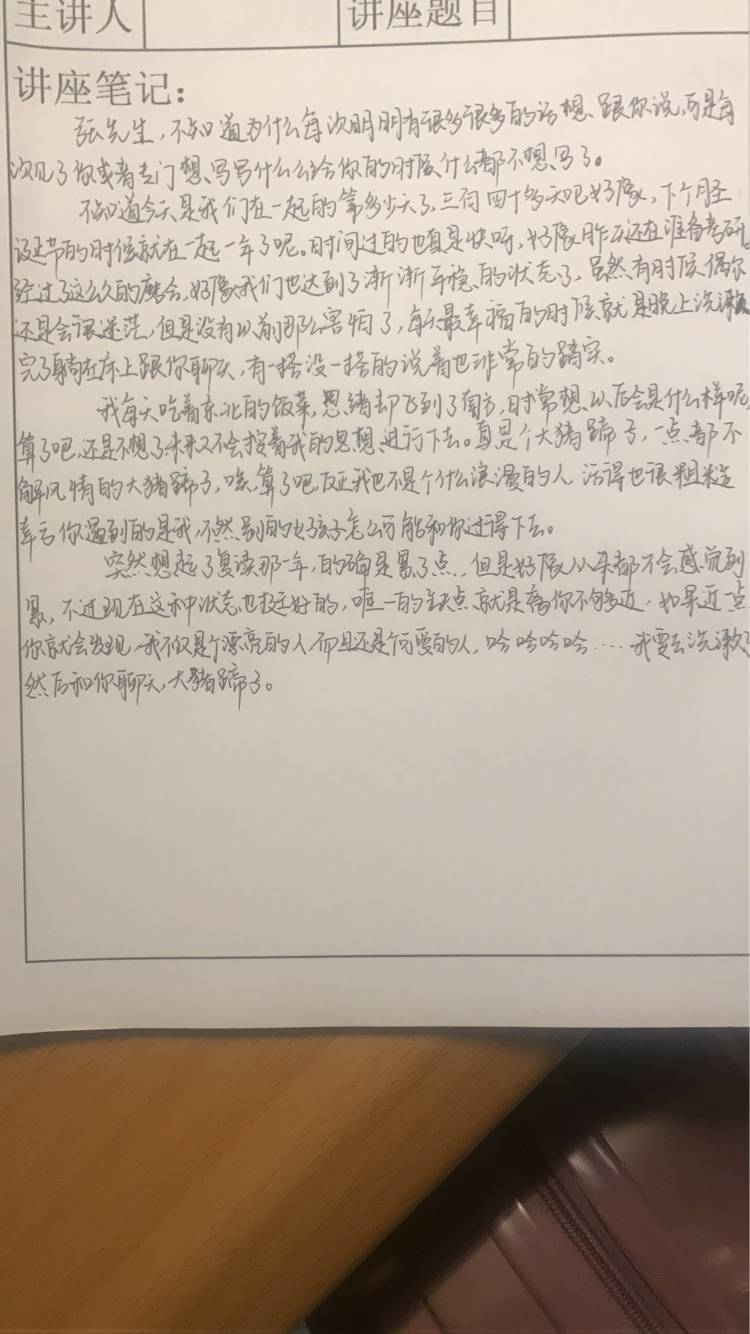 主讲人 讲座题目
讲座笔记：
张先生，不知道为什么每次明明有很多很多的话想跟你说，可是每
次见了你或者专门想写写什么给你的时候，什么都不想写了。
不知道今天是我们在一起的第多少天了，三百四十多天吧好像，下个月圣
诞节的时候就在一起一年了呢。时间过的也真是快呀，好像昨天还在准备考研，
经过了这么久的磨合，好像我们也达到了渐渐平稳的状态了，虽然有时候偶尔
还是会很迷茫，但是没有以前那么害怕了，每天最幸福的时候就是晚上洗漱
完了躺在床上跟你聊天，有一搭没一搭的说着也非常的踏实。
我每天吃着东北的饭菜，思绪却飞到了南方，时常想以后会是什么样呢，
算了吧，还是不想了未来又不会按着我的思想进行下去。真是个大猪蹄子，一点都不
解风情的大猪蹄子，唉，算了吧，反正我也不是个什么浪漫的人，活得也很粗糙
幸亏你遇到的是我，不然别的女孩子怎么可能和你过得下去。
突然想起了复读那一年，的确是累了点，但是好像从来都不会感觉到
累，不过现在这种状态也挺好的，唯一的缺点就是离你不够近，如果近一点
你就会发现，我不仅是个漂亮的人，而且还是个可爱的人，哈哈哈哈……我要去洗漱了
然后和你聊天，大猪蹄子。